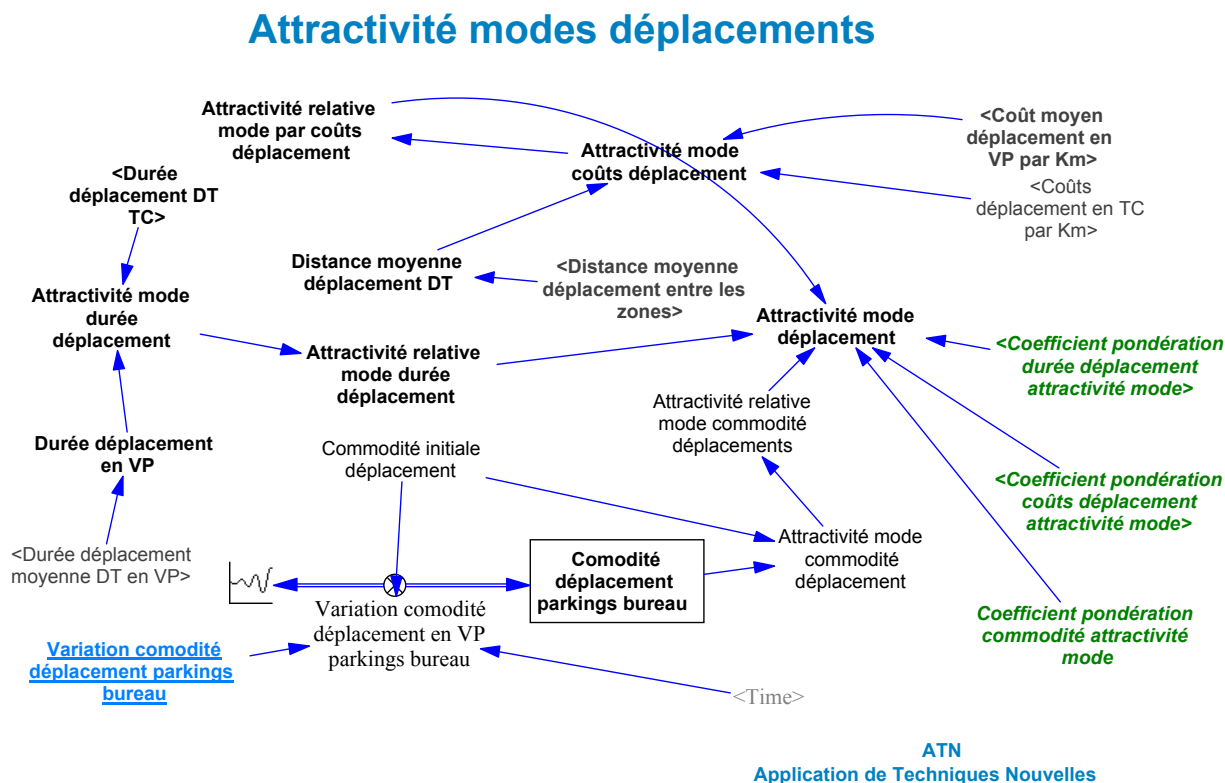 Attractivité modes déplacements
Attractivité relative
mode par coûts
déplacement
<Coût moyen
déplacement en
VP par Km>
Attractivité mode
coûts déplacement
<Durée
déplacement DT
TC>
<Coûts
déplacement en TC
par Km>
Distance moyenne
déplacement DT
<Distance moyenne
déplacement entre les
zones>
Attractivité mode
durée
déplacement
Attractivité mode
déplacement
Attractivité relative
mode durée
déplacement
<Coefficient pondération
durée déplacement
attractivité mode>
Attractivité relative
mode commodité
déplacements
Durée déplacement
en VP
Commodité initiale
déplacement
<Coefficient pondération
coûts déplacement
attractivité mode>
<Durée déplacement
moyenne DT en VP>
Comodité
déplacement
parkings bureau
Attractivité mode
commodité
déplacement
Variation comodité
déplacement en VP
parkings bureau
Coefficient pondération
commodité attractivité
mode
Variation comodité
déplacement parkings
bureau
<Time>
ATN
Application de Techniques Nouvelles